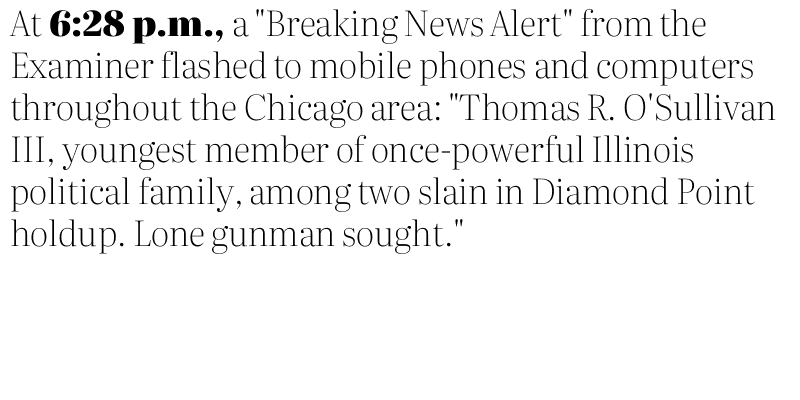 At 6:28 p.m., a "Breaking News Alert" from the
Examiner flashed to mobile phones and computers
throughout the Chicago area: "Thomas R. O'Sullivan
III, youngest member of once-powerful Illinois
political family, among two slain in Diamond Point
holdup. Lone gunman sought."